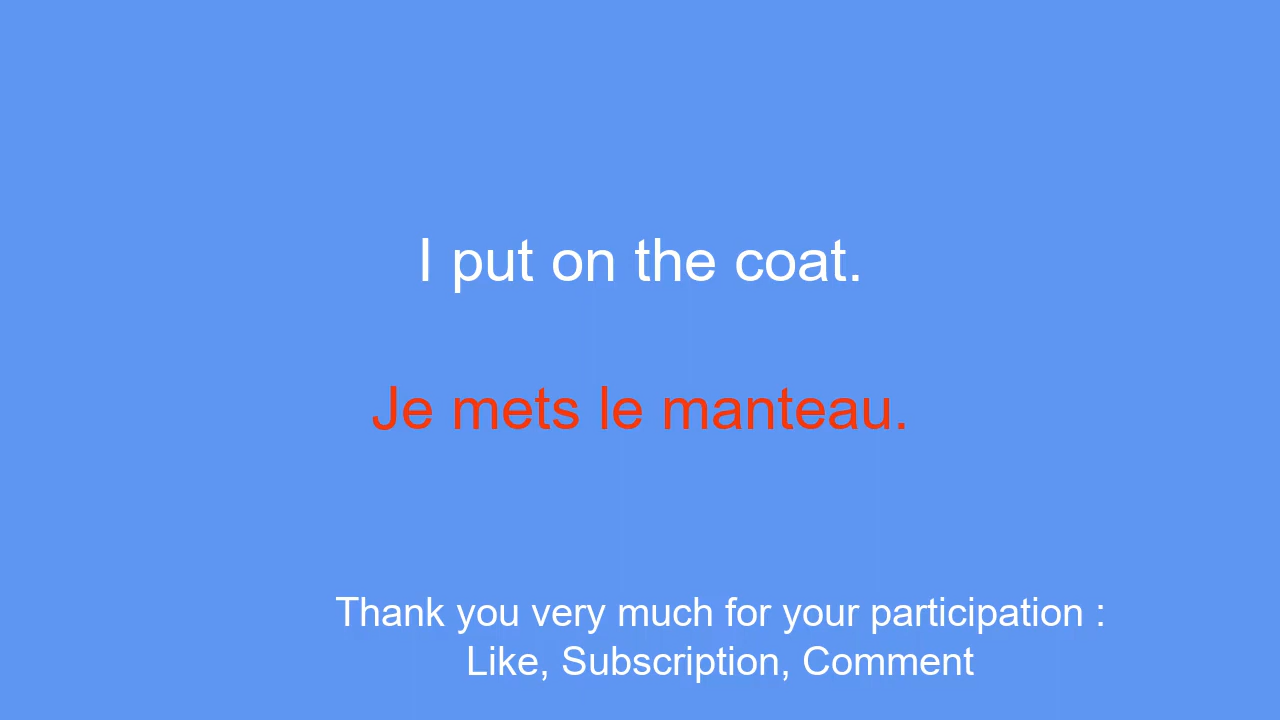 I put on the coat.
Je mets le manteau.
Thank you very much for your participation :
Like, Subscription, Comment